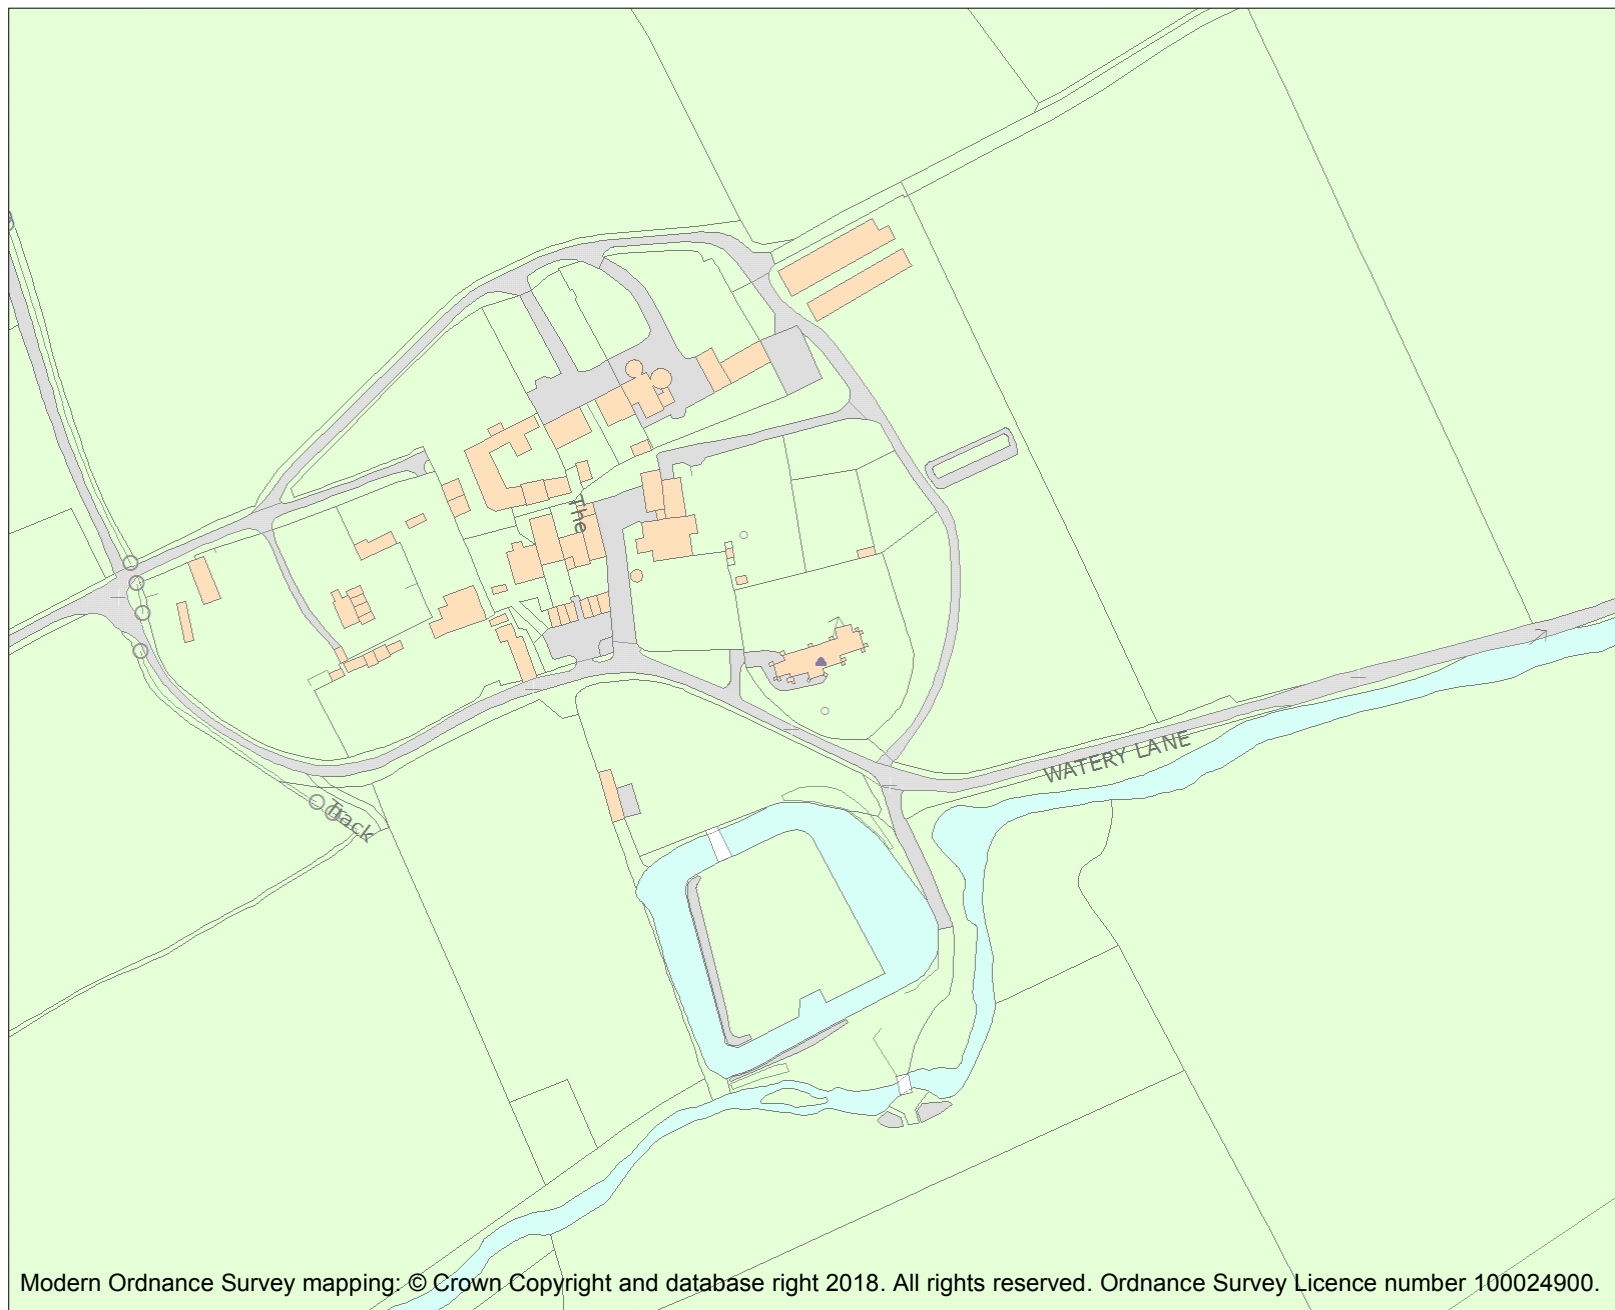 The
WATERY LANE
Track
Modern Ordnance Survey mapping: © Crown Copyright and database right 2018. All rights reserved. Ordnance Survey Licence number 100024900.